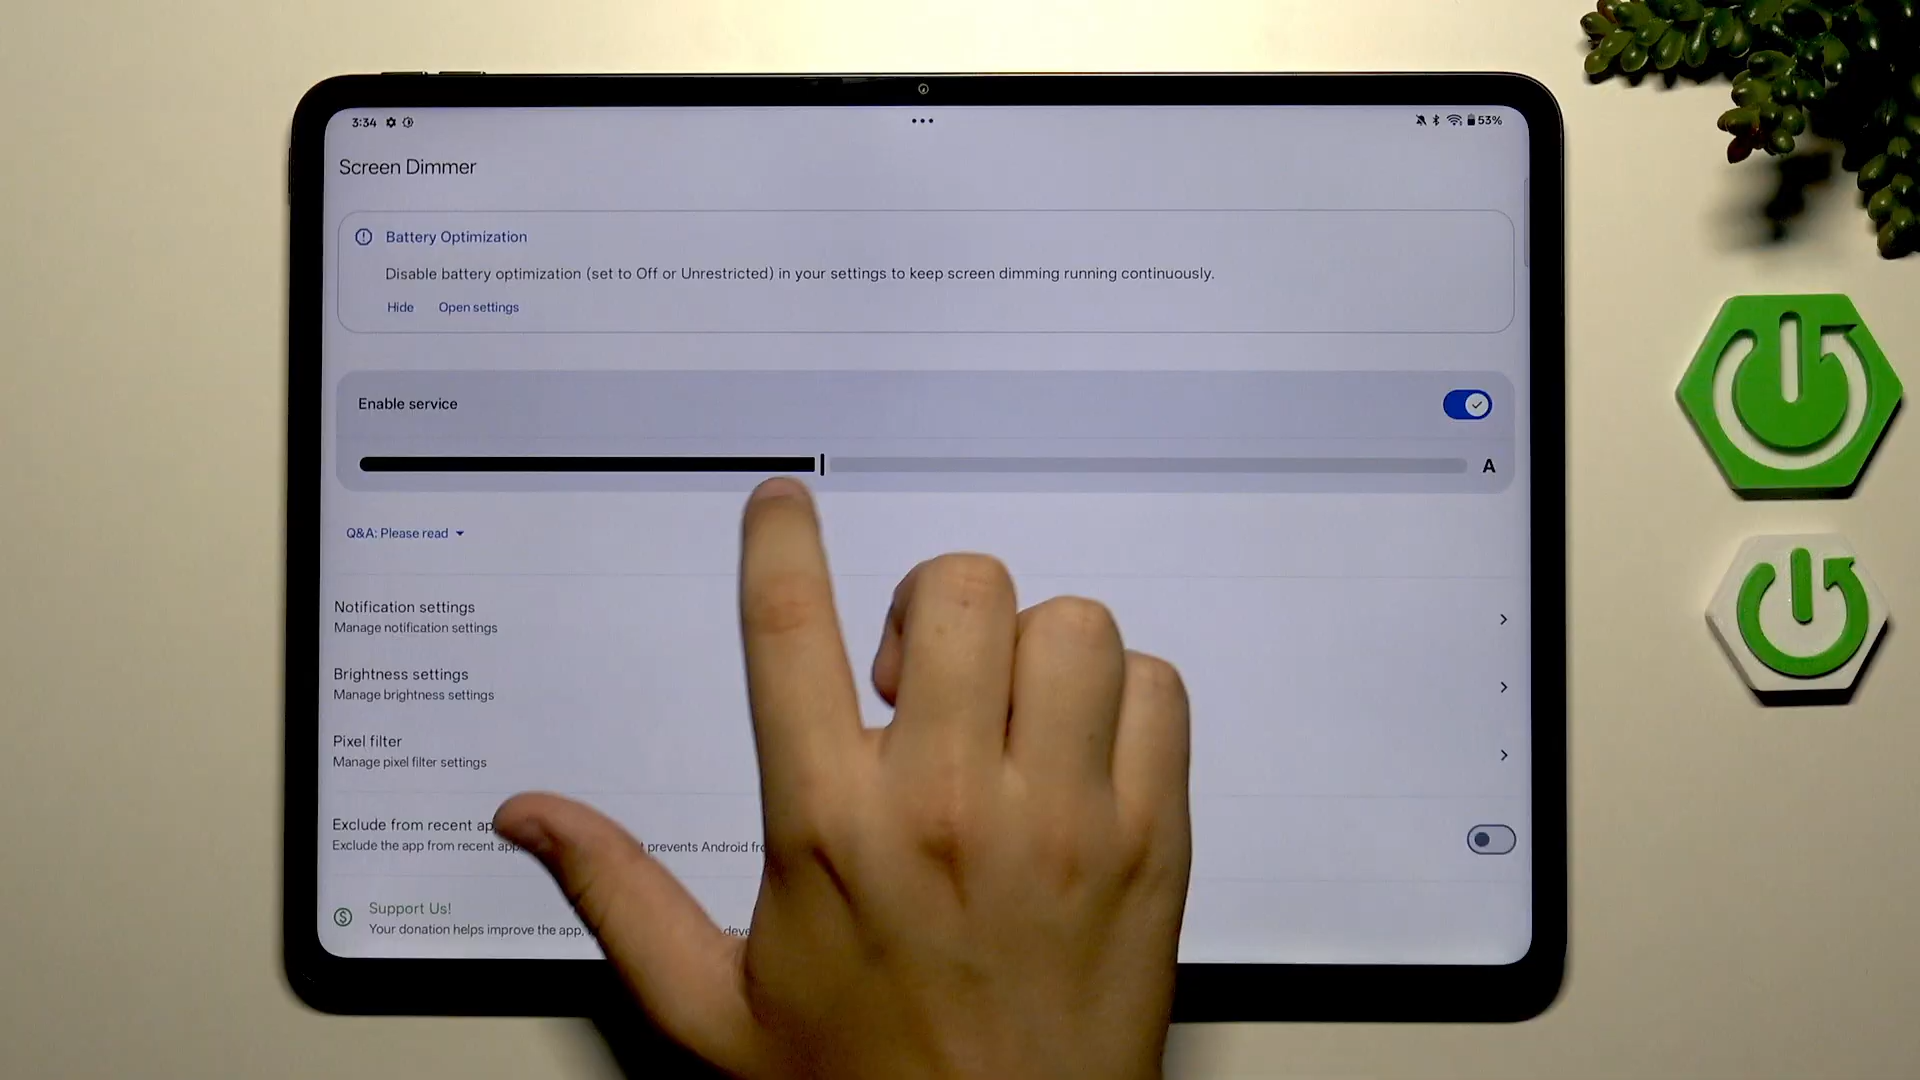 3:34
53%
Screen Dimmer
Battery Optimization
Disable battery optimization (set to Off or Unrestricted) in your settings to keep screen dimming running continuously.
Hide Open settings
Enable service
A
Q&A: Please read
Notification settings
Manage notification settings
Brightness settings
Manage brightness settings
Pixel filter
Manage pixel filter settings
Exclude from recent
Exclude the app from recent prevents Android
Support Us!
Your donation helps improve the app,